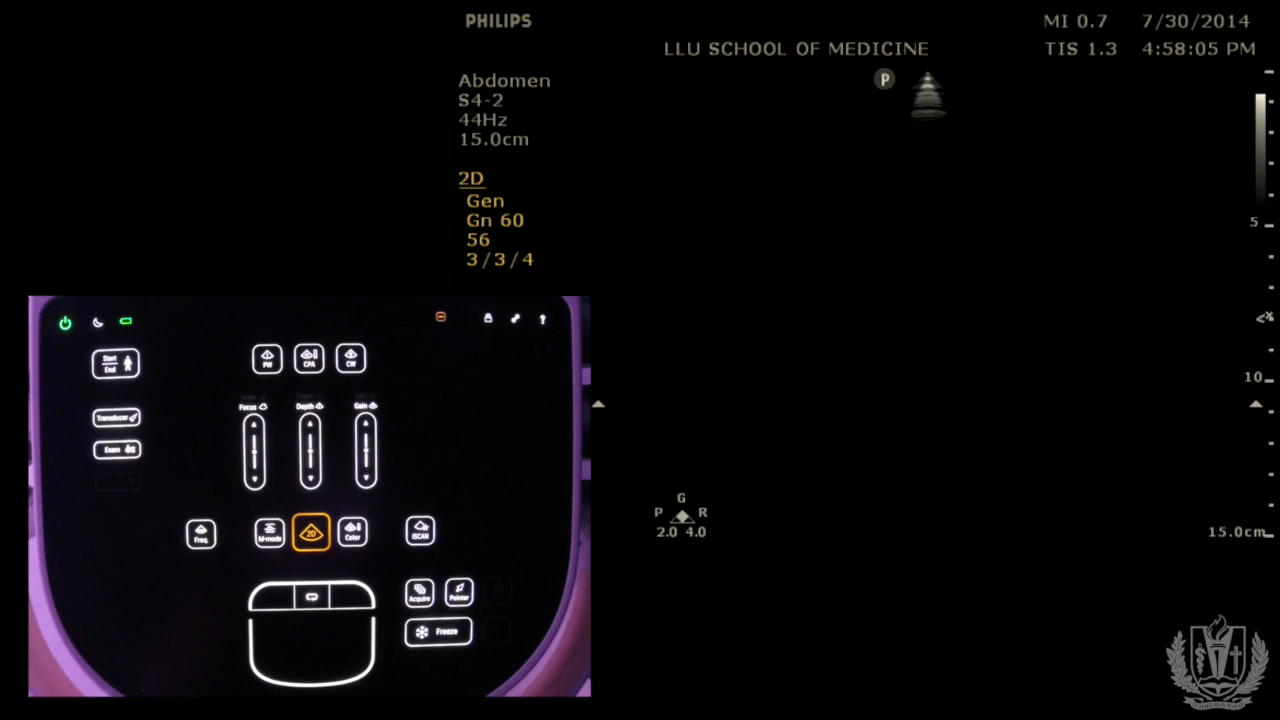 PHILIPS
MI 0.7
7/30/2014
LLU SCHOOL OF MEDICINE
TIS 1.3
4:58:05 PM
P
Abdomen
S4-2
44Hz
15.0cm
2D
Gen
Gn 60
56
3/3/4
5
10
15.0cm
G
P R
2.0 4.0
Start
End
PW
CPA
CW
Transducer
Exam
Focus
Depth
Gain
Freq.
M-mode
2D
Color
iSCAN
Acquire
Pointer
Freeze